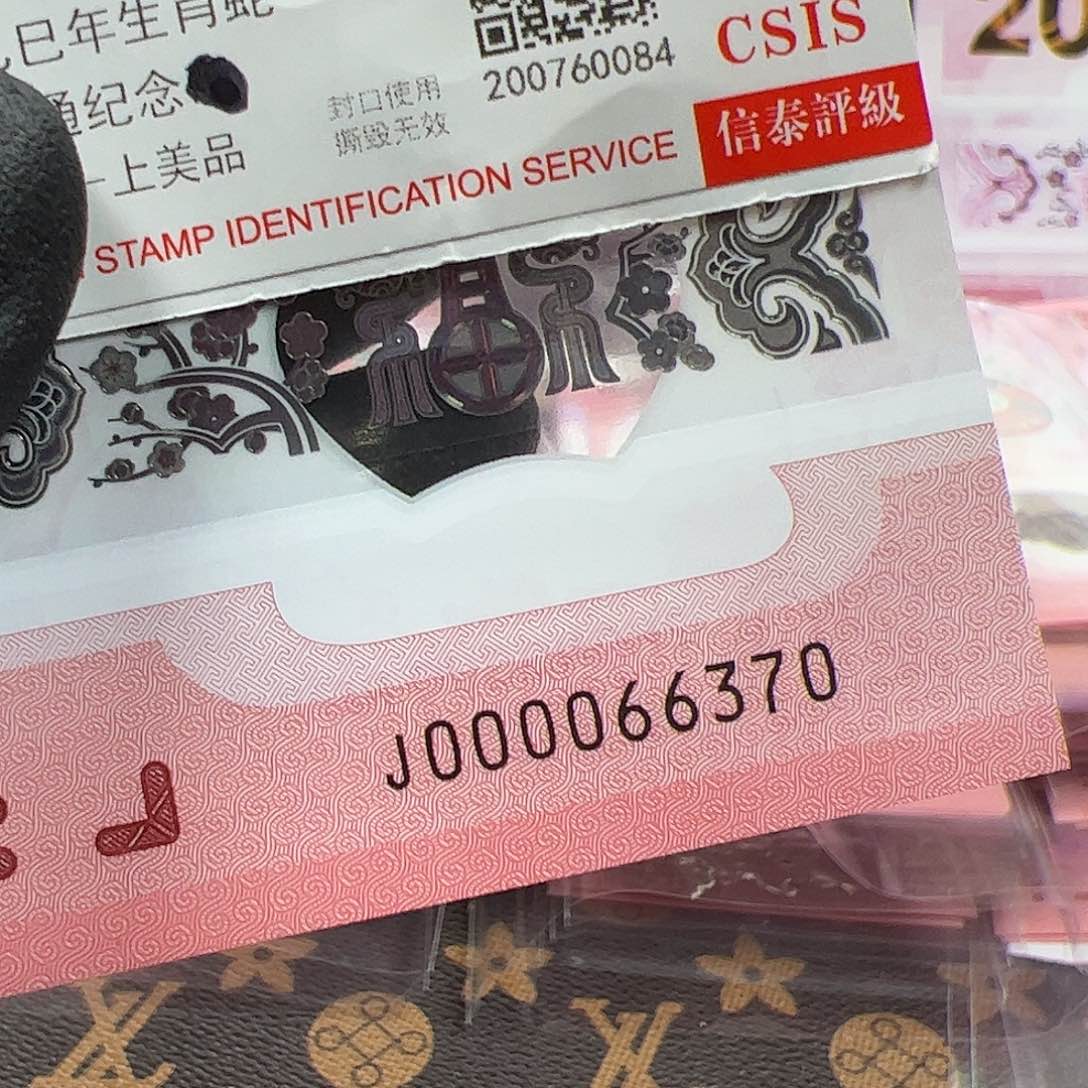 巳年生肖蛇
通纪念
上美品
封口使用
撕毁无效
200760084
CSIS
信泰評級
STAMP IDENTIFICATION SERVICE
20
J000066370